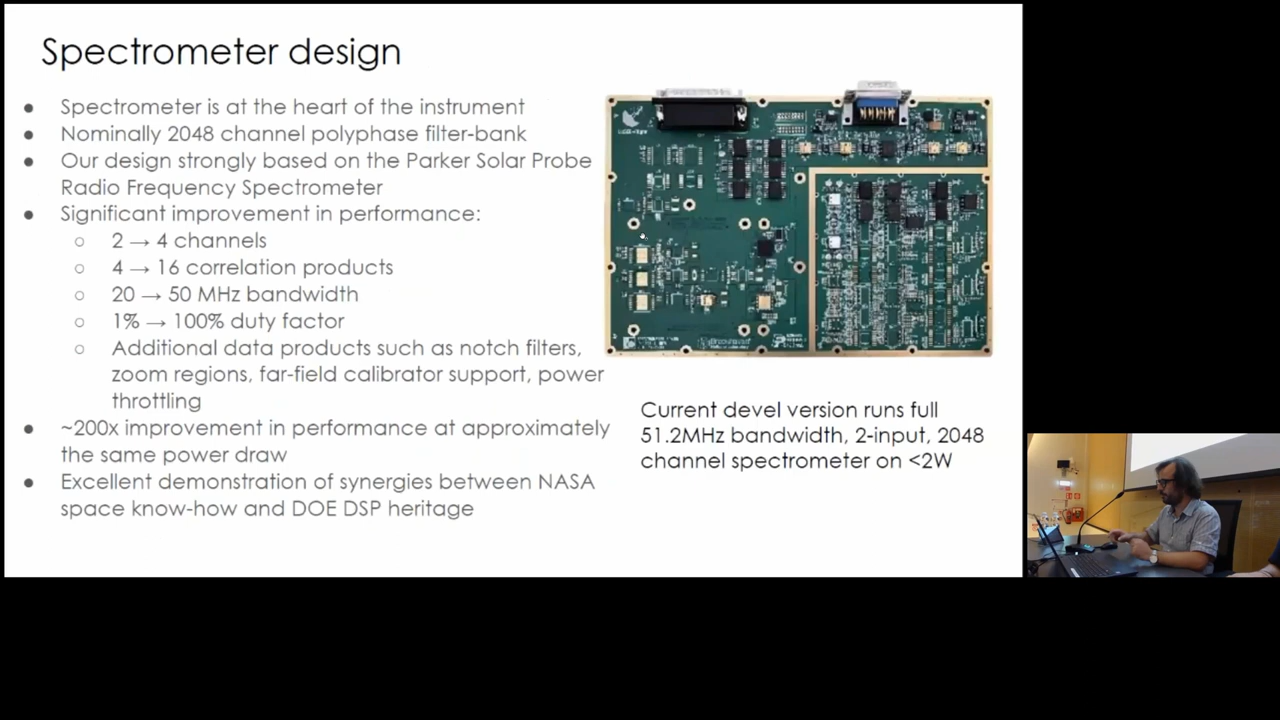 Spectrometer design
● Spectrometer is at the heart of the instrument
● Nominally 2048 channel polyphase filter-bank
● Our design strongly based on the Parker Solar Probe
Radio Frequency Spectrometer
● Significant improvement in performance:
○ 2 → 4 channels
○ 4 → 16 correlation products
○ 20 → 50 MHz bandwidth
○ 1% → 100% duty factor
○ Additional data products such as notch filters,
zoom regions, far-field calibrator support, power
throttling
● ~200x improvement in performance at approximately
the same power draw
● Excellent demonstration of synergies between NASA
space know-how and DOE DSP heritage
Current devel version runs full
51.2MHz bandwidth, 2-input, 2048
channel spectrometer on <2W